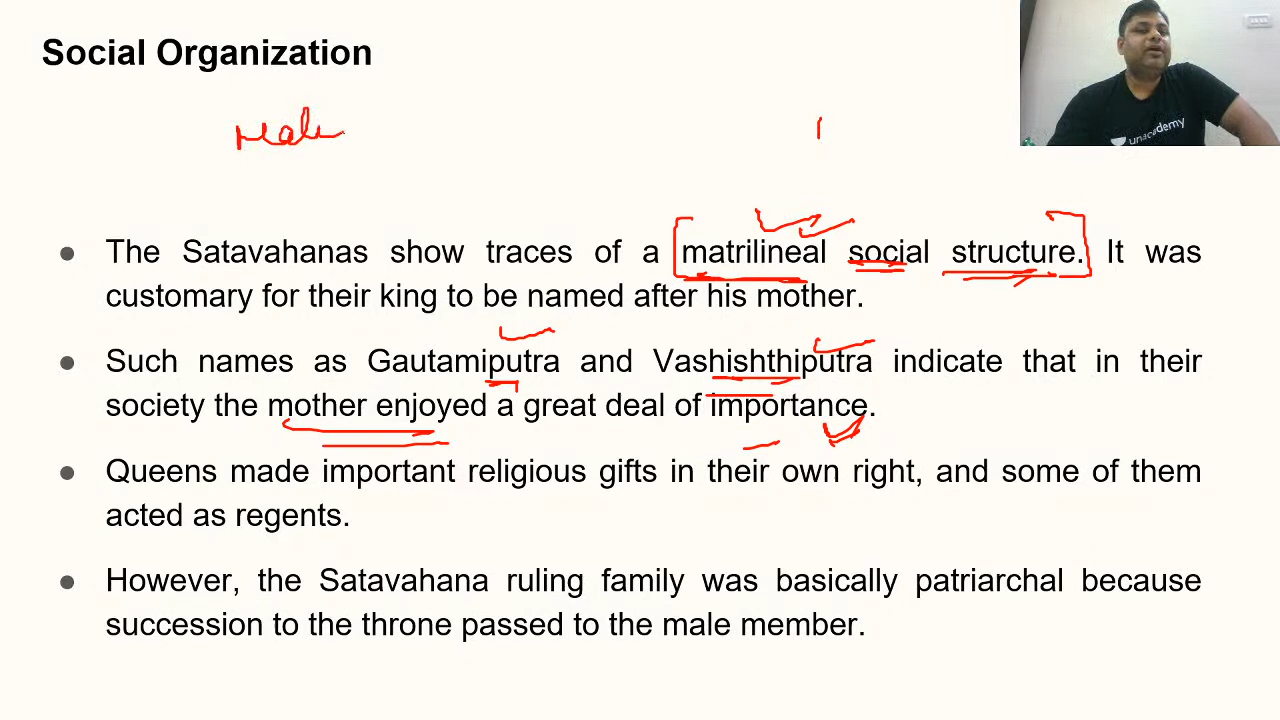 Social Organization
unacademy
Male
● The Satavahanas show traces of a matrilineal social structure. It was
customary for their king to be named after his mother.
● Such names as Gautamiputra and Vashishthiputra indicate that in their
society the mother enjoyed a great deal of importance.
● Queens made important religious gifts in their own right, and some of them
acted as regents.
● However, the Satavahana ruling family was basically patriarchal because
succession to the throne passed to the male member.